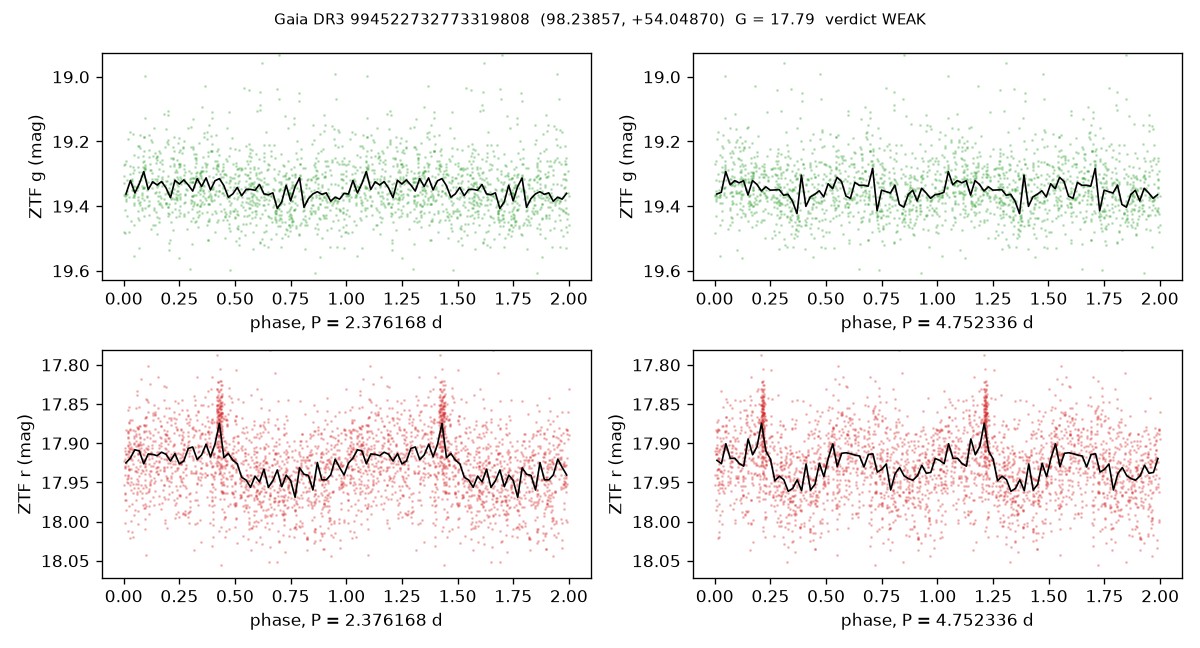 Gaia DR3 994522732773319808  (98.23857, +54.04870)  G = 17.79  verdict WEAK
ZTF g (mag)
19.0
19.2
19.4
19.6
0.00 0.25 0.50 0.75 1.00 1.25 1.50 1.75 2.00
phase, P = 2.376168 d
ZTF g (mag)
19.0
19.2
19.4
19.6
0.00 0.25 0.50 0.75 1.00 1.25 1.50 1.75 2.00
phase, P = 4.752336 d
ZTF r (mag)
17.80
17.85
17.90
17.95
18.00
18.05
0.00 0.25 0.50 0.75 1.00 1.25 1.50 1.75 2.00
phase, P = 2.376168 d
ZTF r (mag)
17.80
17.85
17.90
17.95
18.00
18.05
0.00 0.25 0.50 0.75 1.00 1.25 1.50 1.75 2.00
phase, P = 4.752336 d